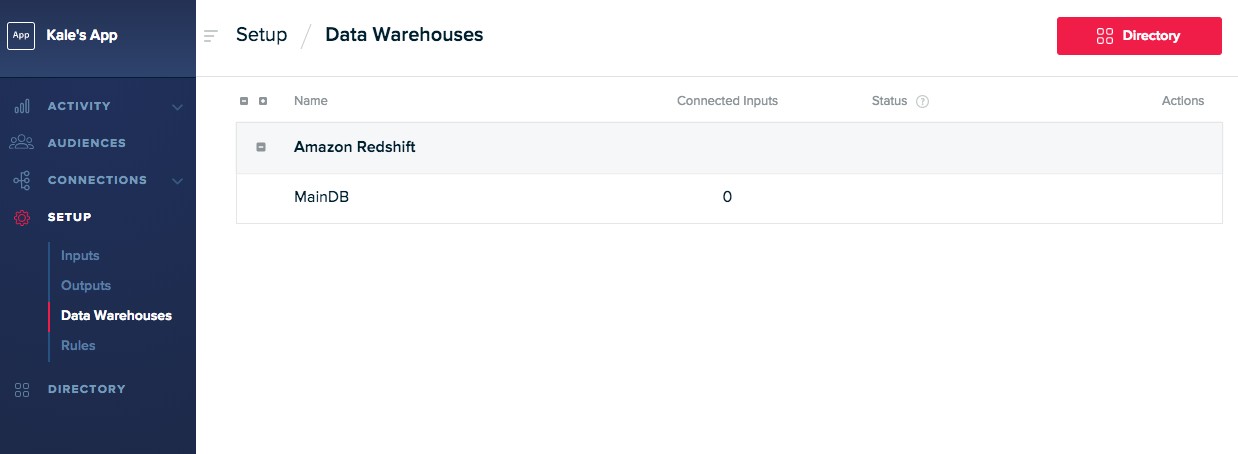 App Kale's App
Setup / Data Warehouses
Directory
ACTIVITY
AUDIENCES
CONNECTIONS
SETUP
Inputs
Outputs
Data Warehouses
Rules
DIRECTORY
Name Connected Inputs Status ? Actions
Amazon Redshift
MainDB 0